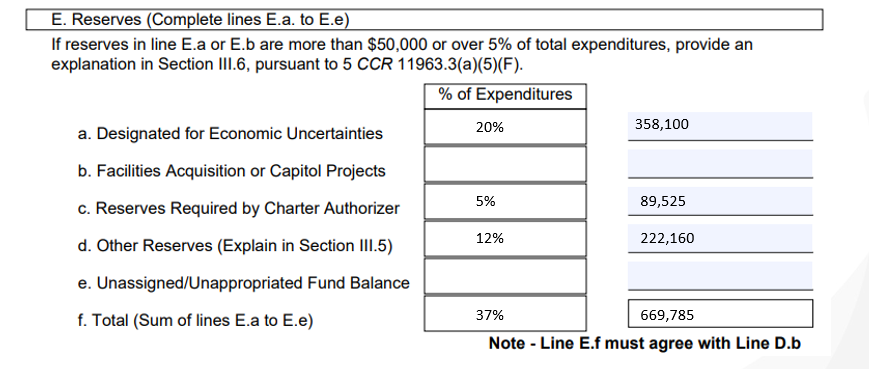 E. Reserves (Complete lines E.a. to E.e)
If reserves in line E.a or E.b are more than $50,000 or over 5% of total expenditures, provide an
explanation in Section III.6, pursuant to 5 CCR 11963.3(a)(5)(F).
% of Expenditures
a. Designated for Economic Uncertainties 20% 358,100
b. Facilities Acquisition or Capitol Projects
c. Reserves Required by Charter Authorizer 5% 89,525
d. Other Reserves (Explain in Section III.5) 12% 222,160
e. Unassigned/Unappropriated Fund Balance
f. Total (Sum of lines E.a to E.e) 37% 669,785
Note - Line E.f must agree with Line D.b